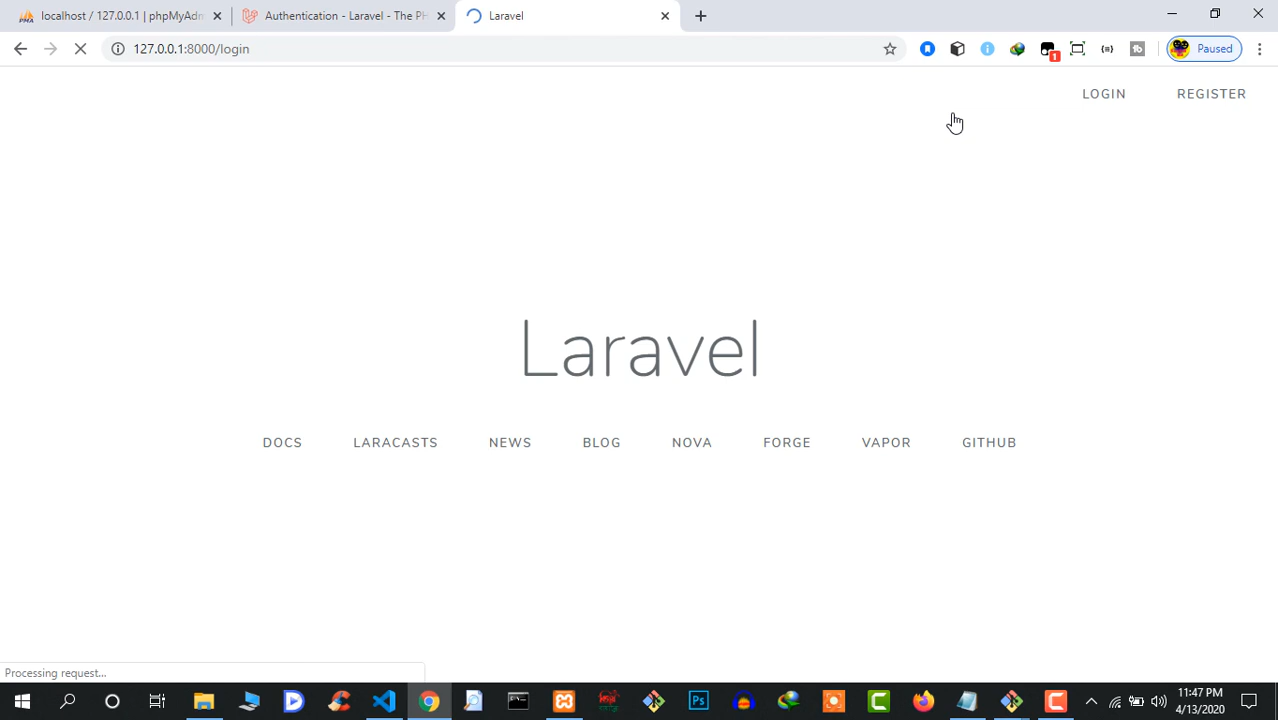 localhost / 127.0.0.1 | phpMyAdm
Authentication - Laravel - The PH
Laravel
127.0.0.1:8000/login
1
Paused
LOGIN
REGISTER
Laravel
DOCS
LARACASTS
NEWS
BLOG
NOVA
FORGE
VAPOR
GITHUB
Processing request...
11:47 PM
4/13/2020